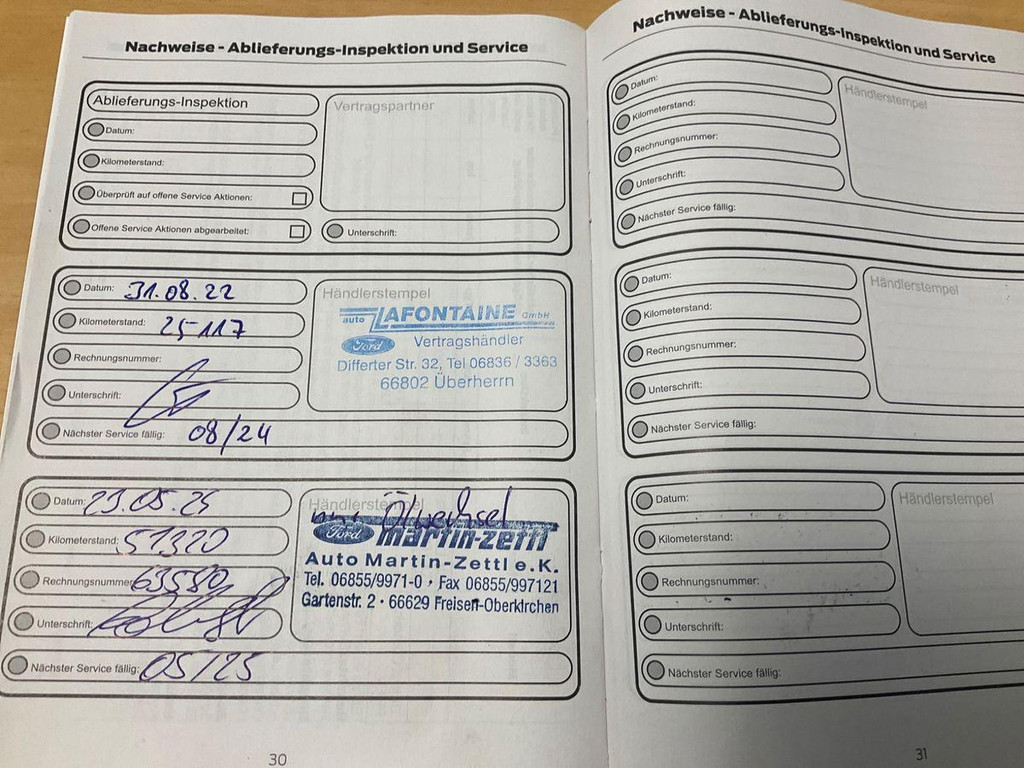 Nachweise - Ablieferungs-Inspektion und Service
Ablieferungs-Inspektion
Vertragspartner
Datum:
Kilometerstand:
Überprüft auf offene Service Aktionen:
Offene Service Aktionen abgearbeitet:
Unterschrift:
Datum: 31.08.22
Kilometerstand: 25-117
Rechnungsnummer:
Unterschrift:
Nächster Service fällig: 08/24
Händlerstempel
auto LAFONTAINE GmbH
Ford Vertragshändler
Differter Str. 32, Tel 06836 / 3363
66802 Überherrn
Datum:
Kilometerstand: 51320
Rechnungsnummer
Unterschrift:
Nächster Service fällig: 05/25
Händlerstempel
nur Ölwechsel
Ford martin-zettl
Auto Martin-Zettl e.K.
Tel. 06855/9971-0 · Fax 06855/997121
Gartenstr. 2 · 66629 Freisen-Oberkirchen
30
Nachweise - Ablieferungs-Inspektion und Service
Datum:
Kilometerstand:
Rechnungsnummer:
Unterschrift:
Nächster Service fällig:
Händlerstempel
Datum:
Kilometerstand:
Rechnungsnummer:
Unterschrift:
Nächster Service fällig:
Händlerstempel
Datum:
Kilometerstand:
Rechnungsnummer:
Unterschrift:
Nächster Service fällig:
Händlerstempel
31